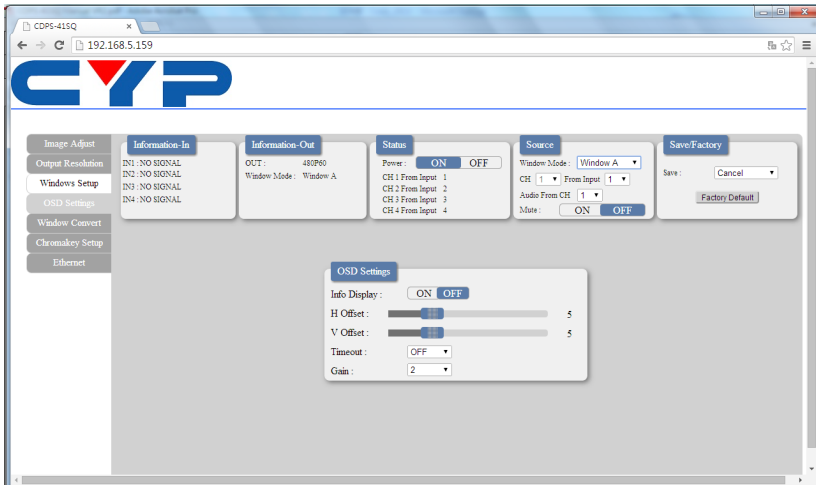 CDPS-41SQ
192.168.5.159
CYP
Image Adjust
Output Resolution
Windows Setup
OSD Settings
Window Convert
Chromakey Setup
Ethernet
Information-In
IN1 : NO SIGNAL
IN2 : NO SIGNAL
IN3 : NO SIGNAL
IN4 : NO SIGNAL
Information-Out
OUT : 480P60
Window Mode : Window A
Status
Power : ON OFF
CH 1 From Input 1
CH 2 From Input 2
CH 3 From Input 3
CH 4 From Input 4
Source
Window Mode : Window A
CH 1 From Input 1
Audio From CH 1
Mute : ON OFF
Save/Factory
Save : Cancel
Factory Default
OSD Settings
Info Display : ON OFF
H Offset : 5
V Offset : 5
Timeout : OFF
Gain : 2